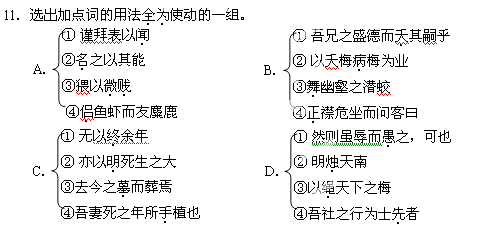 11. 选出加点词的用法全为使动的一组。
A.
① 谨拜表以闻
②名之以其能
③猥以微贱
④侣鱼虾而友麋鹿
B.
① 吾兄之盛德而夭其嗣乎
② 以夭梅病梅为业
③舞幽壑之潜蛟
④正襟危坐而问客曰
C.
① 无以终余年
② 亦以明死生之大
③去今之墓而葬焉
④吾妻死之年所手植也
D.
① 然则虽辱而愚之，可也
② 明烛天南
③以绳天下之梅
④吾社之行为士先者